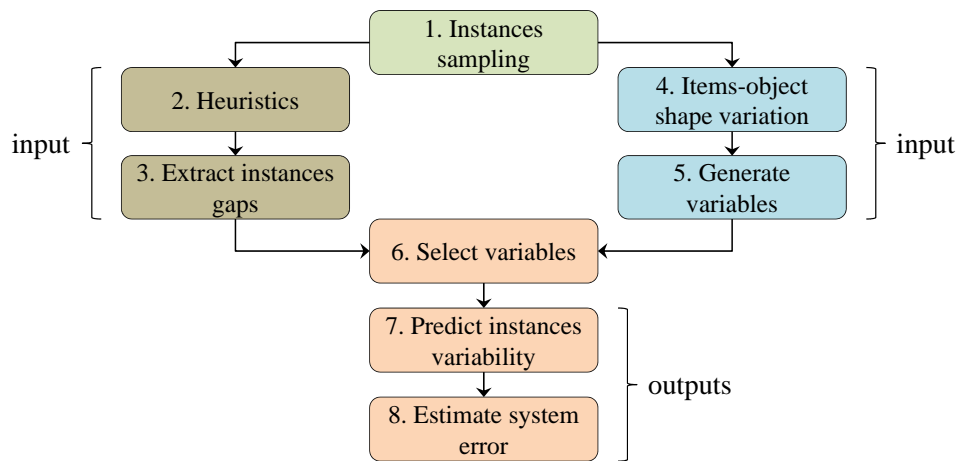 1. Instances
sampling
2. Heuristics
3. Extract instances
gaps
input
4. Items-object
shape variation
5. Generate
variables
input
6. Select variables
7. Predict instances
variability
8. Estimate system
error
outputs